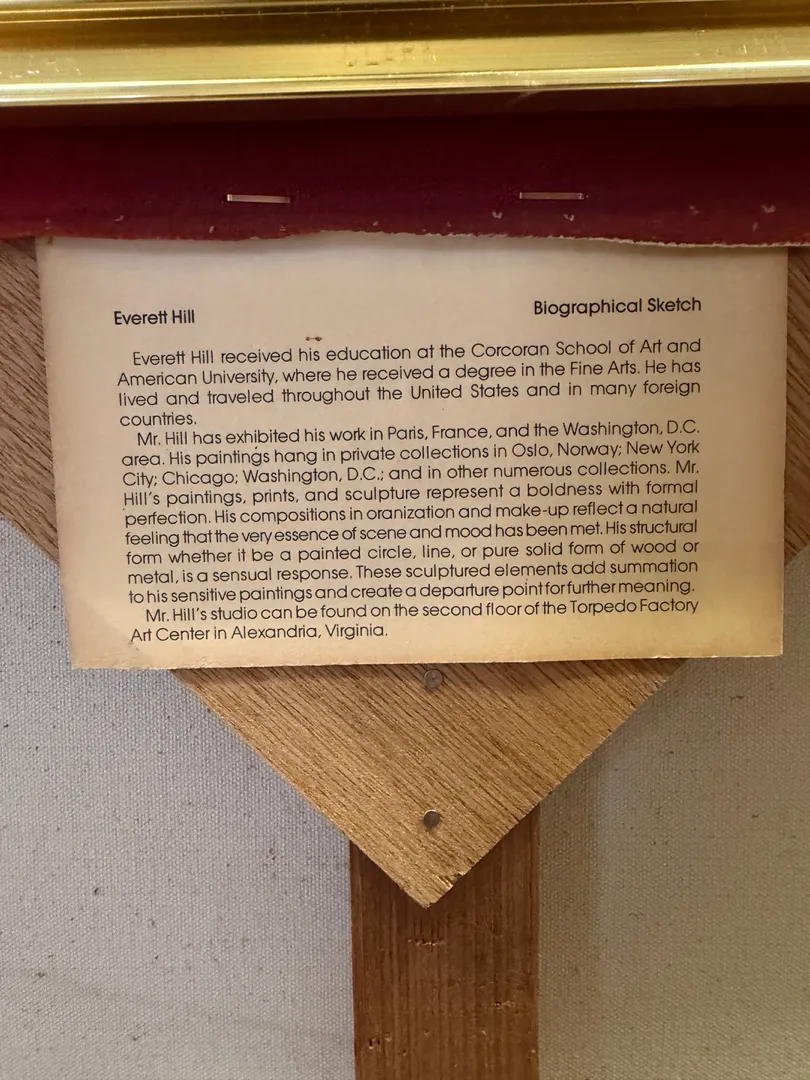 Everett Hill
Biographical Sketch
Everett Hill received his education at the Corcoran School of Art and
American University, where he received a degree in the Fine Arts. He has
lived and traveled throughout the United States and in many foreign
countries.
Mr. Hill has exhibited his work in Paris, France, and the Washington, D.C.
area. His paintings hang in private collections in Oslo, Norway; New York
City; Chicago; Washington, D.C.; and in other numerous collections. Mr.
Hill's paintings, prints, and sculpture represent a boldness with formal
perfection. His compositions in oranization and make-up reflect a natural
feeling that the very essence of scene and mood has been met. His structural
form whether it be a painted circle, line, or pure solid form of wood or
metal, is a sensual response. These sculptured elements add summation
to his sensitive paintings and create a departure point for further meaning.
Mr. Hill's studio can be found on the second floor of the Torpedo Factory
Art Center in Alexandria, Virginia.